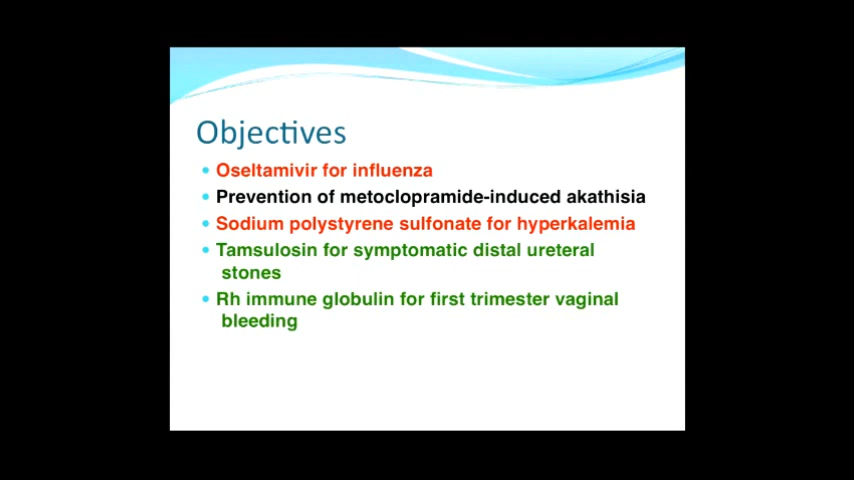 Objectives
• Oseltamivir for influenza
• Prevention of metoclopramide-induced akathisia
• Sodium polystyrene sulfonate for hyperkalemia
• Tamsulosin for symptomatic distal ureteral
stones
• Rh immune globulin for first trimester vaginal
bleeding